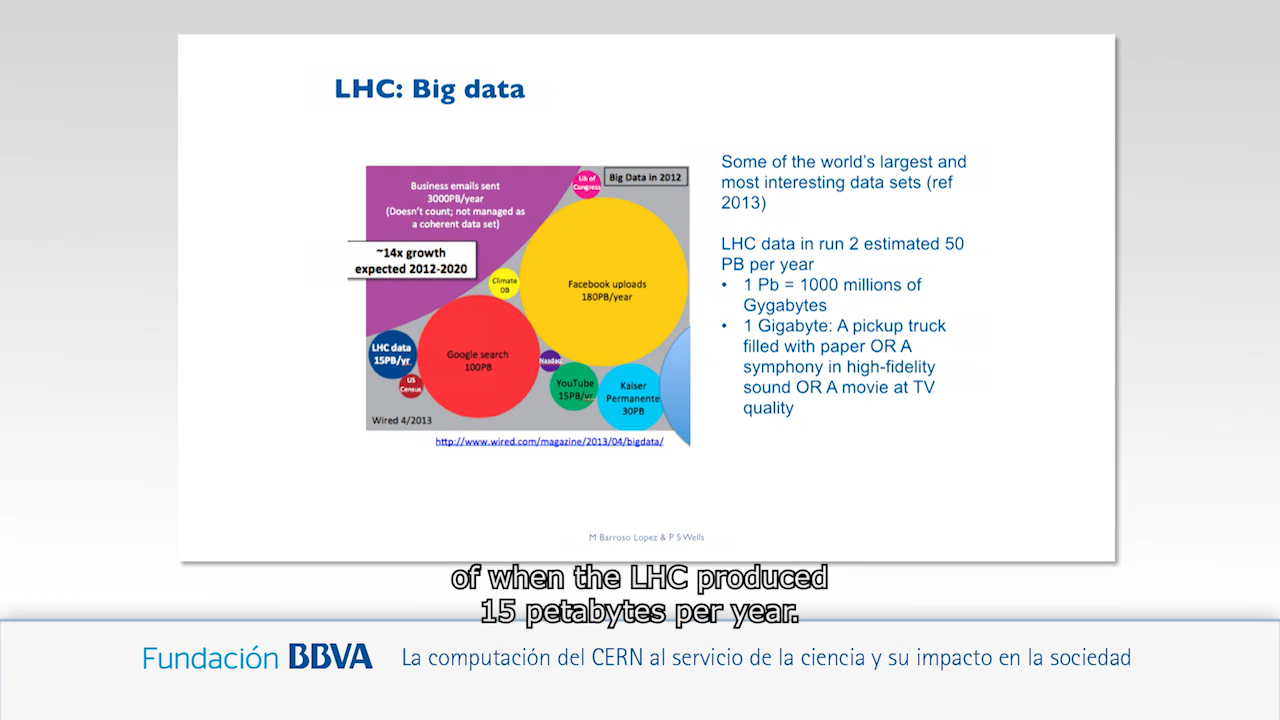 LHC: Big data
Business emails sent
3000PB/year
(Doesn't count; not managed as
a coherent data set)
Lib of
Congress
Big Data in 2012
~14x growth
expected 2012-2020
Climate
DB
Facebook uploads
180PB/year
LHC data
15PB/yr
Google search
100PB
Nasdaq
US
Census
YouTube
15PB/yr
Kaiser
Permanente
30PB
Wired 4/2013
http://www.wired.com/magazine/2013/04/bigdata/
Some of the world's largest and
most interesting data sets (ref
2013)
LHC data in run 2 estimated 50
PB per year
• 1 Pb = 1000 millions of
Gygabytes
• 1 Gigabyte: A pickup truck
filled with paper OR A
symphony in high-fidelity
sound OR A movie at TV
quality
M Barroso Lopez & P S Wells
of when the LHC produced
15 petabytes per year.
Fundación BBVA
La computación del CERN al servicio de la ciencia y su impacto en la sociedad